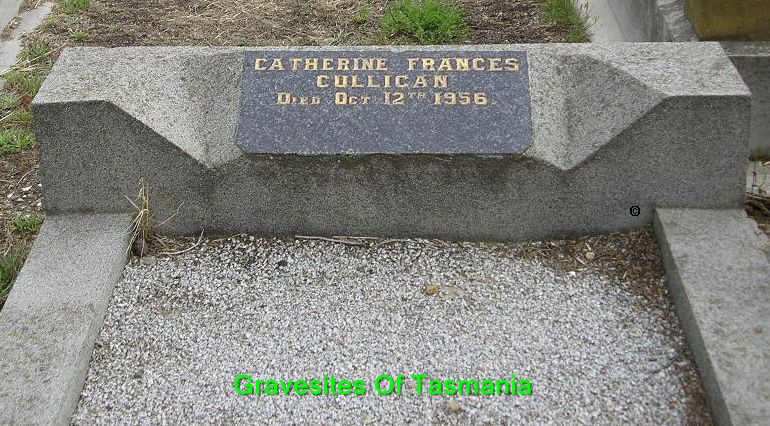 CATHERINE FRANCES
CULLIGAN
DIED OCT 12TH 1956.
©
Gravesites Of Tasmania